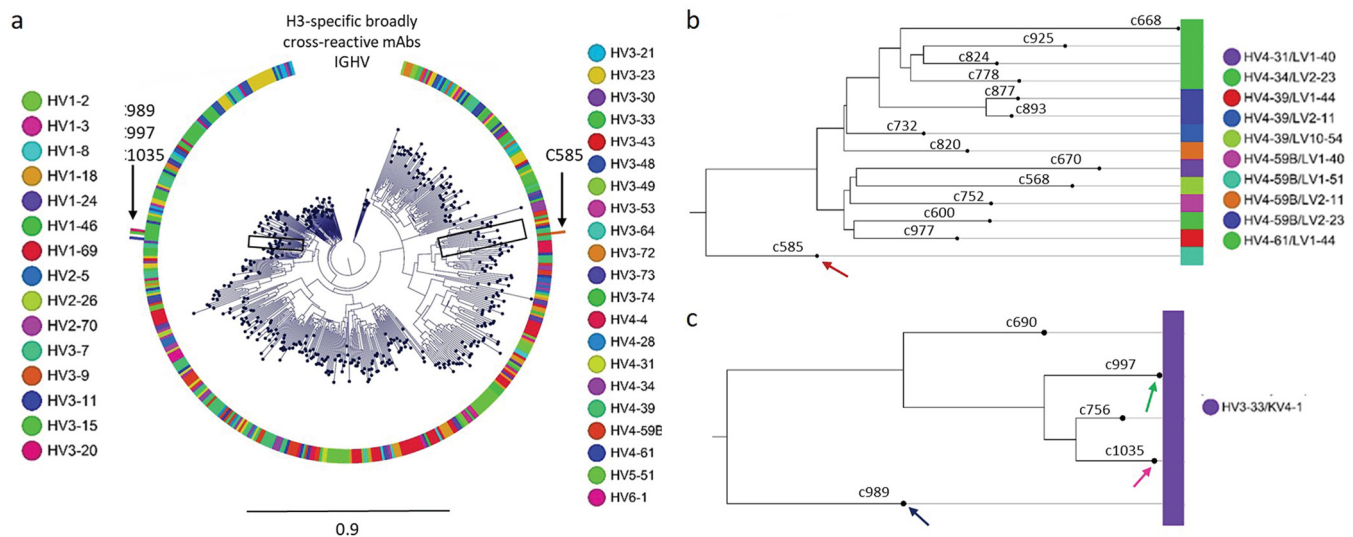 a
H3-specific broadly
cross-reactive mAbs
IGHV
HV1-2
HV1-3
HV1-8
HV1-18
HV1-24
HV1-46
HV1-69
HV2-5
HV2-26
HV2-70
HV3-7
HV3-9
HV3-11
HV3-15
HV3-20
:989
:997
:1035
C585
HV3-21
HV3-23
HV3-30
HV3-33
HV3-43
HV3-48
HV3-49
HV3-53
HV3-64
HV3-72
HV3-73
HV3-74
HV4-4
HV4-28
HV4-31
HV4-34
HV4-39
HV4-59B
HV4-61
HV5-51
HV6-1
0.9
b
c668
c925
c824
c778
c877
c893
c732
c820
c670
c568
c752
c600
c977
c585
HV4-31/LV1-40
HV4-34/LV2-23
HV4-39/LV1-44
HV4-39/LV2-11
HV4-39/LV10-54
HV4-59B/LV1-40
HV4-59B/LV1-51
HV4-59B/LV2-11
HV4-59B/LV2-23
HV4-61/LV1-44
c
c690
c997
c756
c1035
c989
HV3-33/KV4-1